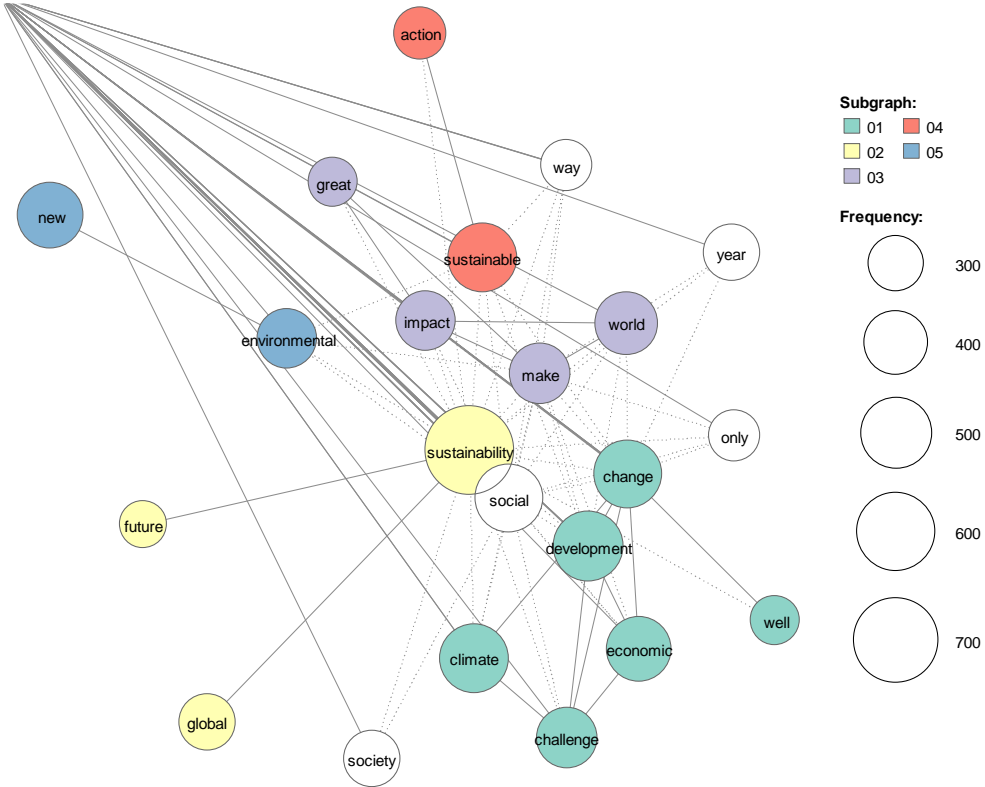 action
way
great
new
year
sustainable
impact
world
environmental
make
only
sustainability
change
social
future
development
well
economic
climate
global
challenge
society
Subgraph:
01 04
02 05
03
Frequency:
300
400
500
600
700